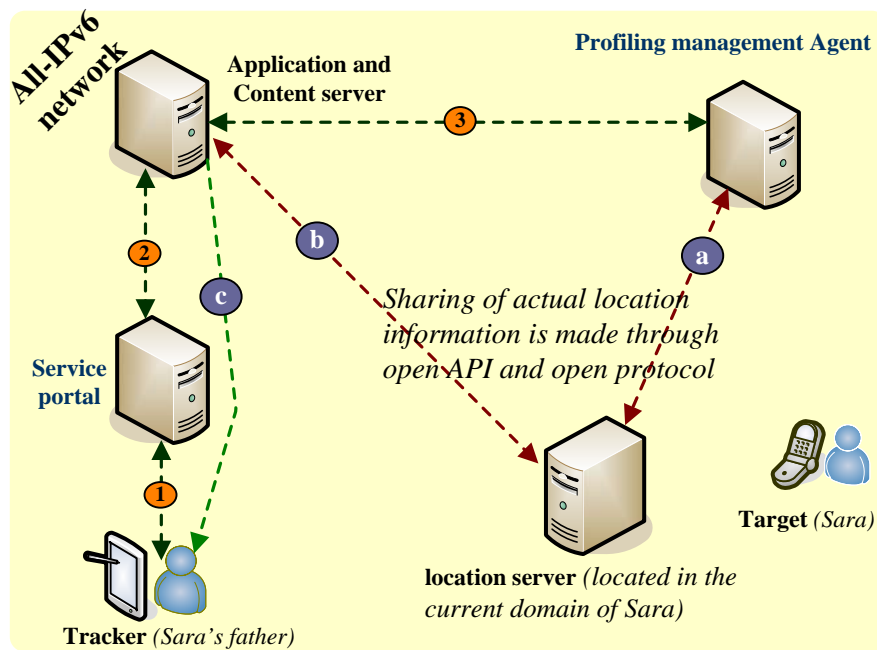 All-IPv6
network
Application and
Content server
Profiling management Agent
3
b
a
2
c
Sharing of actual location
information is made through
open API and open protocol
Service
portal
1
Target (Sara)
location server (located in the
current domain of Sara)
Tracker (Sara's father)